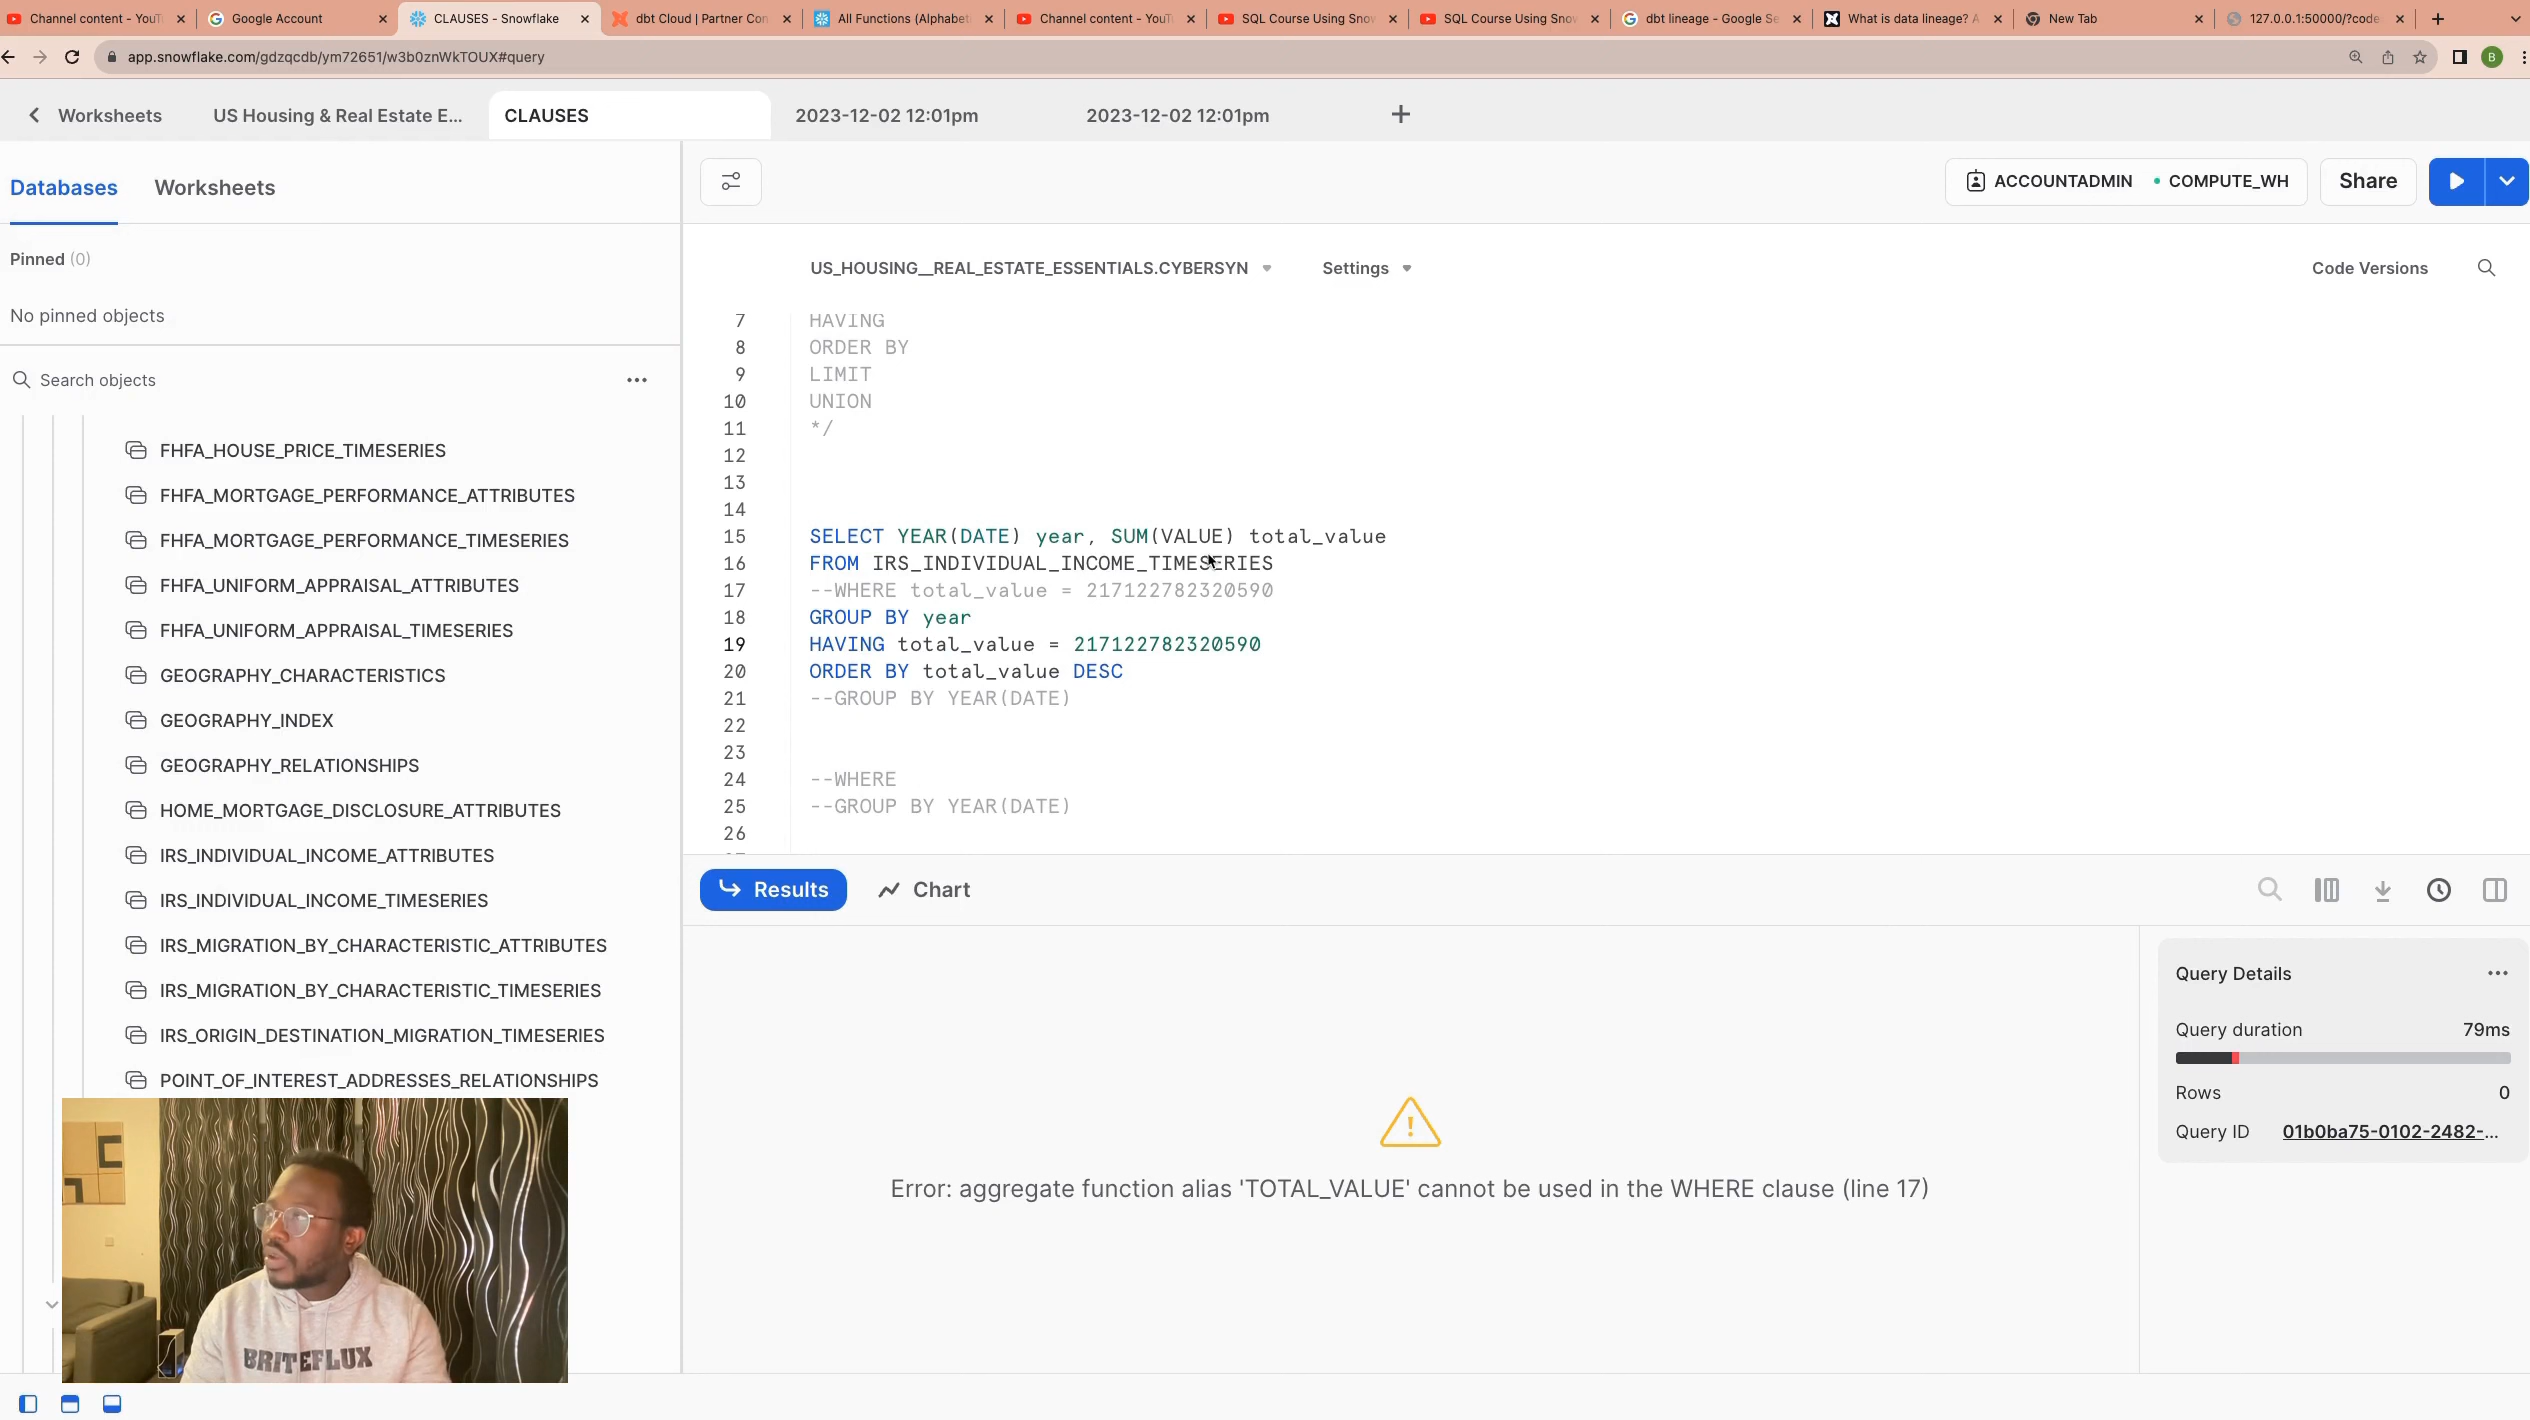 Channel content - YouT
Google Account
CLAUSES - Snowflake
dbt Cloud | Partner Con
All Functions (Alphabet
Channel content - YouT
SQL Course Using Snow
SQL Course Using Snow
dbt lineage - Google Se
What is data lineage? A
New Tab
127.0.0.1:50000/?code
app.snowflake.com/gdzqcdb/ym72651/w3b0znWkTOUX#query
B
Worksheets
US Housing & Real Estate E...
CLAUSES
2023-12-02 12:01pm
2023-12-02 12:01pm
Databases
Worksheets
ACCOUNTADMIN
COMPUTE_WH
Share
Pinned (0)
No pinned objects
Search objects
FHFA_HOUSE_PRICE_TIMESERIES
FHFA_MORTGAGE_PERFORMANCE_ATTRIBUTES
FHFA_MORTGAGE_PERFORMANCE_TIMESERIES
FHFA_UNIFORM_APPRAISAL_ATTRIBUTES
FHFA_UNIFORM_APPRAISAL_TIMESERIES
GEOGRAPHY_CHARACTERISTICS
GEOGRAPHY_INDEX
GEOGRAPHY_RELATIONSHIPS
HOME_MORTGAGE_DISCLOSURE_ATTRIBUTES
IRS_INDIVIDUAL_INCOME_ATTRIBUTES
IRS_INDIVIDUAL_INCOME_TIMESERIES
IRS_MIGRATION_BY_CHARACTERISTIC_ATTRIBUTES
IRS_MIGRATION_BY_CHARACTERISTIC_TIMESERIES
IRS_ORIGIN_DESTINATION_MIGRATION_TIMESERIES
POINT_OF_INTEREST_ADDRESSES_RELATIONSHIPS
BRITEFLUX
US_HOUSING__REAL_ESTATE_ESSENTIALS.CYBERSYN
Settings
Code Versions
7 HAVING
8 ORDER BY
9 LIMIT
10 UNION
11 */
12
13
14
15 SELECT YEAR(DATE) year, SUM(VALUE) total_value
16 FROM IRS_INDIVIDUAL_INCOME_TIMESERIES
17 --WHERE total_value = 217122782320590
18 GROUP BY year
19 HAVING total_value = 217122782320590
20 ORDER BY total_value DESC
21 --GROUP BY YEAR(DATE)
22
23
24 --WHERE
25 --GROUP BY YEAR(DATE)
26
Results
Chart
Error: aggregate function alias 'TOTAL_VALUE' cannot be used in the WHERE clause (line 17)
Query Details
Query duration 79ms
Rows 0
Query ID 01b0ba75-0102-2482-...